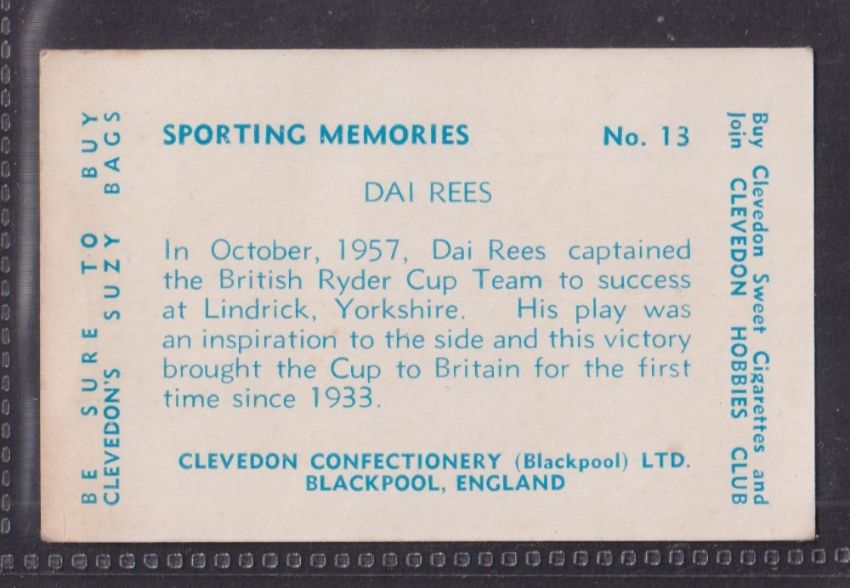 SPORTING MEMORIES No. 13
DAI REES
In October, 1957, Dai Rees captained
the British Ryder Cup Team to success
at Lindrick, Yorkshire. His play was
an inspiration to the side and this victory
brought the Cup to Britain for the first
time since 1933.
CLEVEDON CONFECTIONERY (Blackpool) LTD.
BLACKPOOL, ENGLAND
BE SURE TO BUY
CLEVEDON'S SUZY BAGS
Buy Clevedon Sweet Cigarettes and
Join CLEVEDON HOBBIES CLUB